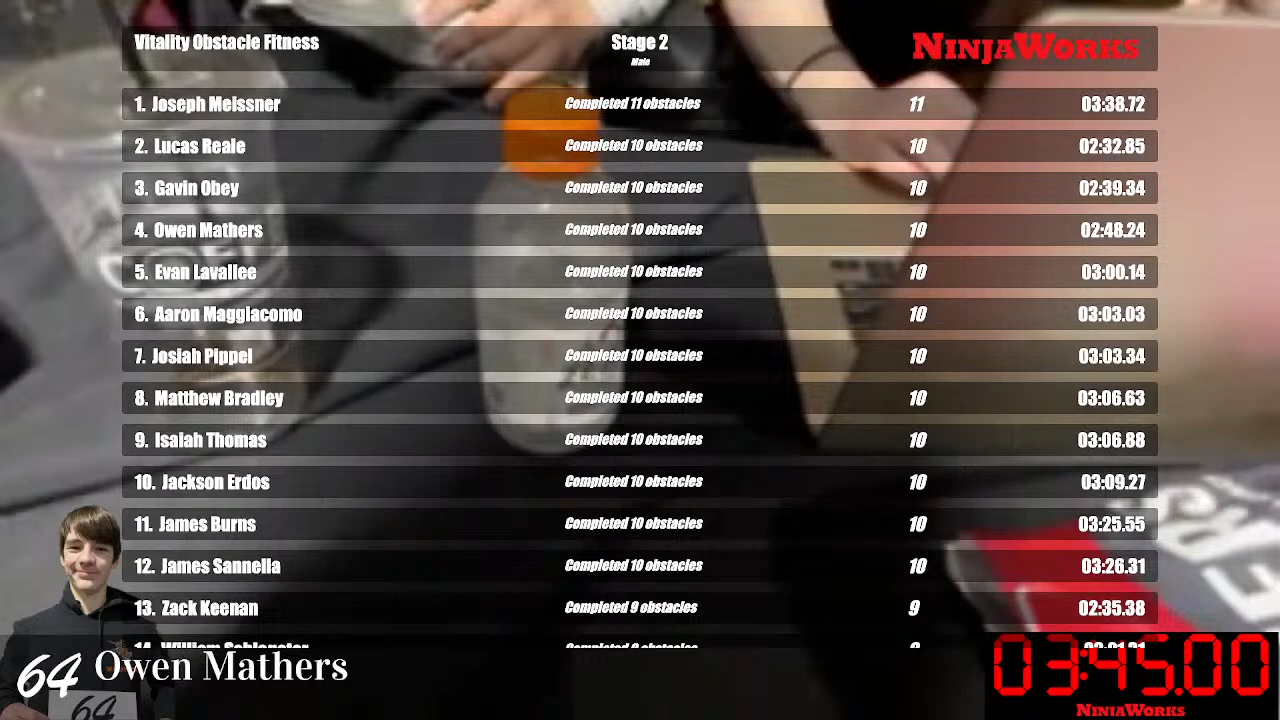 Vitality Obstacle Fitness Stage 2 NINJAWORKS
Male
1. Joseph Meissner Completed 11 obstacles 11 03:38.72
2. Lucas Reale Completed 10 obstacles 10 02:32.85
3. Gavin Obey Completed 10 obstacles 10 02:39.34
4. Owen Mathers Completed 10 obstacles 10 02:48.24
5. Evan Lavallee Completed 10 obstacles 10 03:00.14
6. Aaron Maggiacomo Completed 10 obstacles 10 03:03.03
7. Josiah Pippel Completed 10 obstacles 10 03:03.34
8. Matthew Bradley Completed 10 obstacles 10 03:06.63
9. Isaiah Thomas Completed 10 obstacles 10 03:06.88
10. Jackson Erdos Completed 10 obstacles 10 03:09.27
11. James Burns Completed 10 obstacles 10 03:25.55
12. James Sannella Completed 10 obstacles 10 03:26.31
13. Zack Keenan Completed 9 obstacles 9 02:35.38
14. William Completed 9 obstacles 9
64 Owen Mathers 03:45.00
64
NINJAWORKS